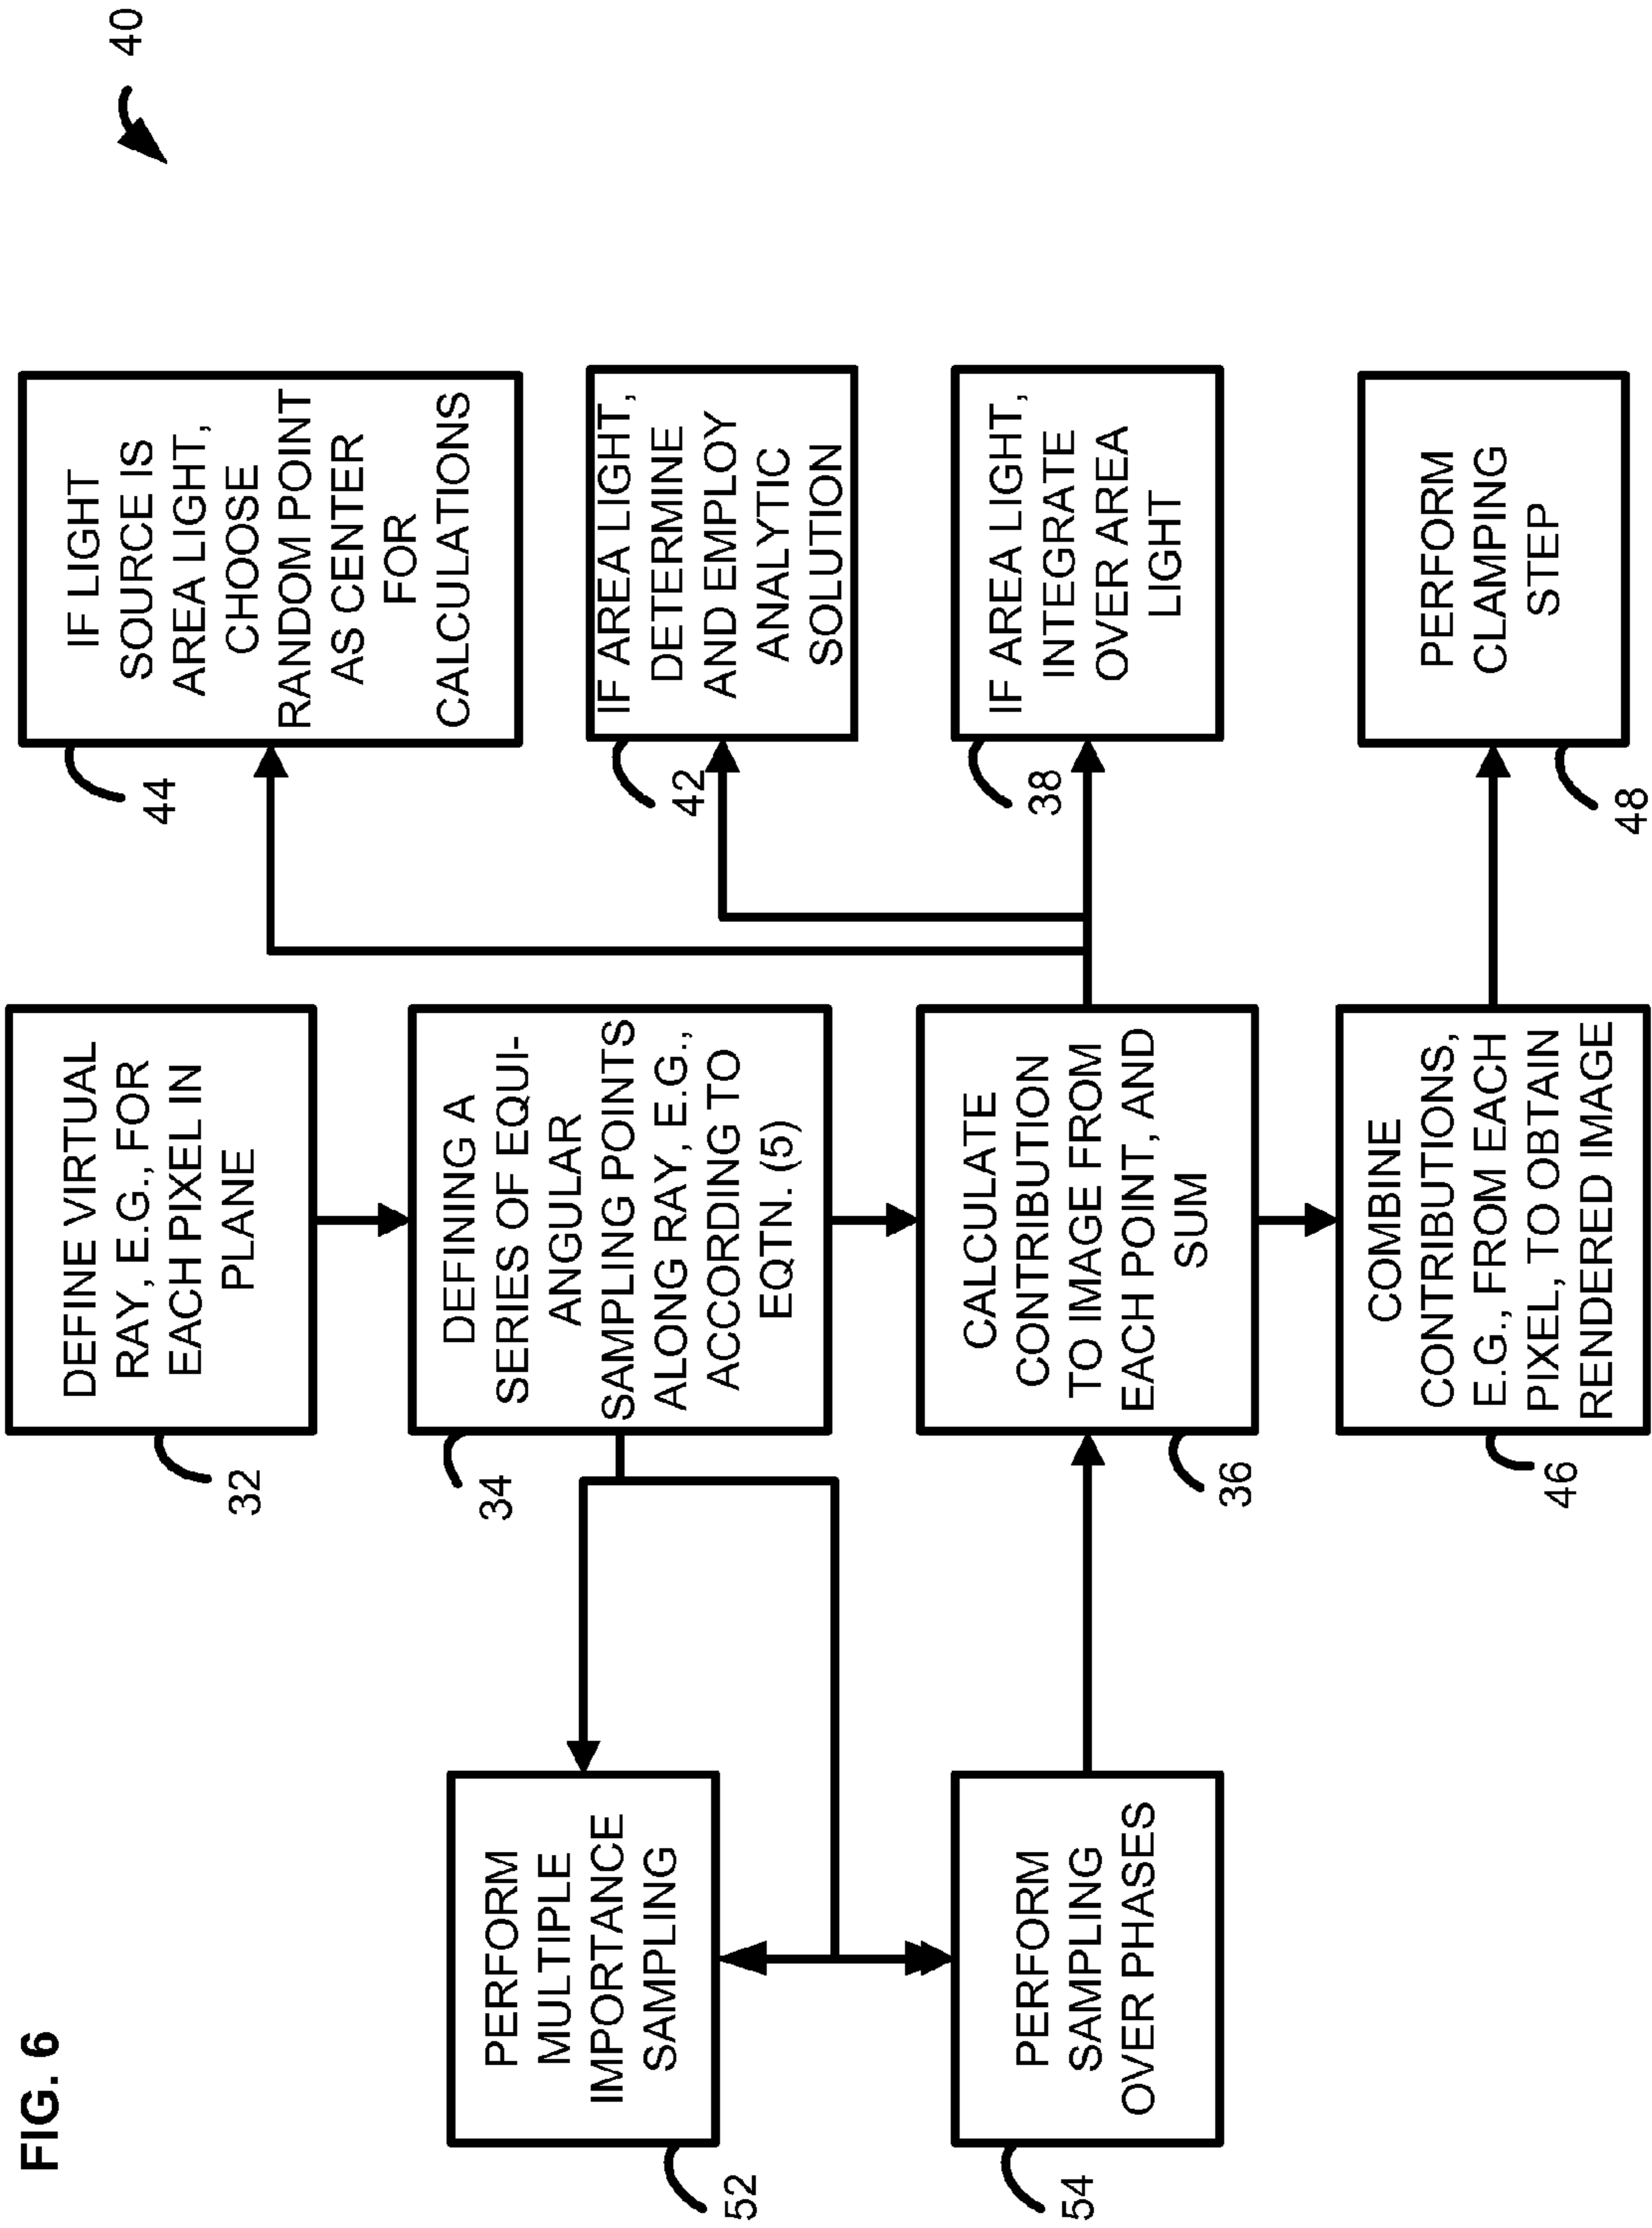 FIG. 6
40
DEFINE VIRTUAL
RAY, E.G., FOR
EACH PIXEL IN
PLANE
32
IF LIGHT
SOURCE IS
AREA LIGHT,
CHOOSE
RANDOM POINT
AS CENTER
FOR
CALCULATIONS
44
PERFORM
MULTIPLE
IMPORTANCE
SAMPLING
52
DEFINING A
SERIES OF EQUI-
ANGULAR
SAMPLING POINTS
ALONG RAY, E.G.,
ACCORDING TO
EQTN. (5)
34
IF AREA LIGHT,
DETERMINE
AND EMPLOY
ANALYTIC
SOLUTION
42
PERFORM
SAMPLING
OVER PHASES
54
CALCULATE
CONTRIBUTION
TO IMAGE FROM
EACH POINT, AND
SUM
36
IF AREA LIGHT,
INTEGRATE
OVER AREA
LIGHT
38
COMBINE
CONTRIBUTIONS,
E.G., FROM EACH
PIXEL, TO OBTAIN
RENDERED IMAGE
46
PERFORM
CLAMPING
STEP
48